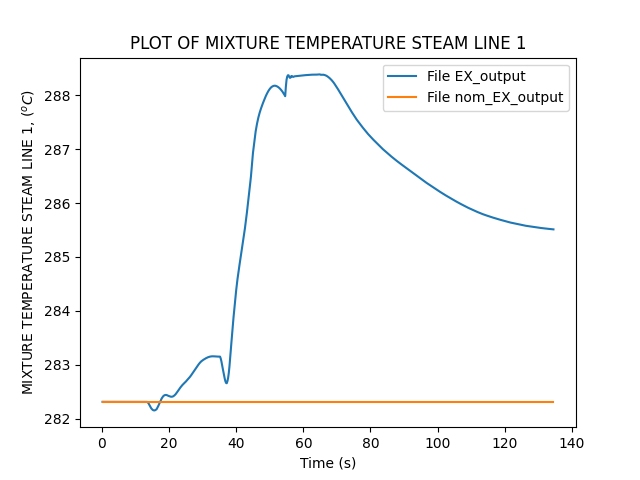 PLOT OF MIXTURE TEMPERATURE STEAM LINE 1
File EX_output
File nom_EX_output
MIXTURE TEMPERATURE STEAM LINE 1, (°C)
288
287
286
285
284
283
282
0 20 40 60 80 100 120 140
Time (s)